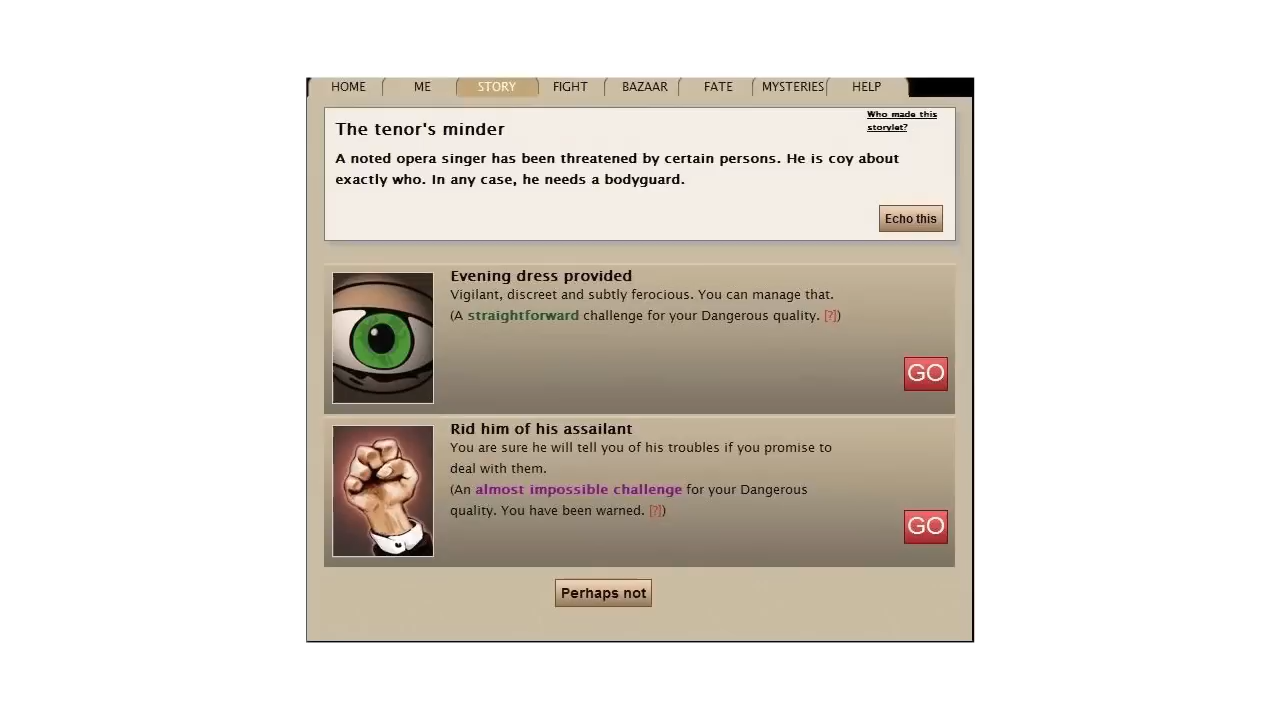 HOME ME STORY FIGHT BAZAAR FATE MYSTERIES HELP
The tenor's minder
Who made this
storylet?
A noted opera singer has been threatened by certain persons. He is coy about
exactly who. In any case, he needs a bodyguard.
Echo this
Evening dress provided
Vigilant, discreet and subtly ferocious. You can manage that.
(A straightforward challenge for your Dangerous quality. [?])
GO
Rid him of his assailant
You are sure he will tell you of his troubles if you promise to
deal with them.
(An almost impossible challenge for your Dangerous
quality. You have been warned. [?])
GO
Perhaps not